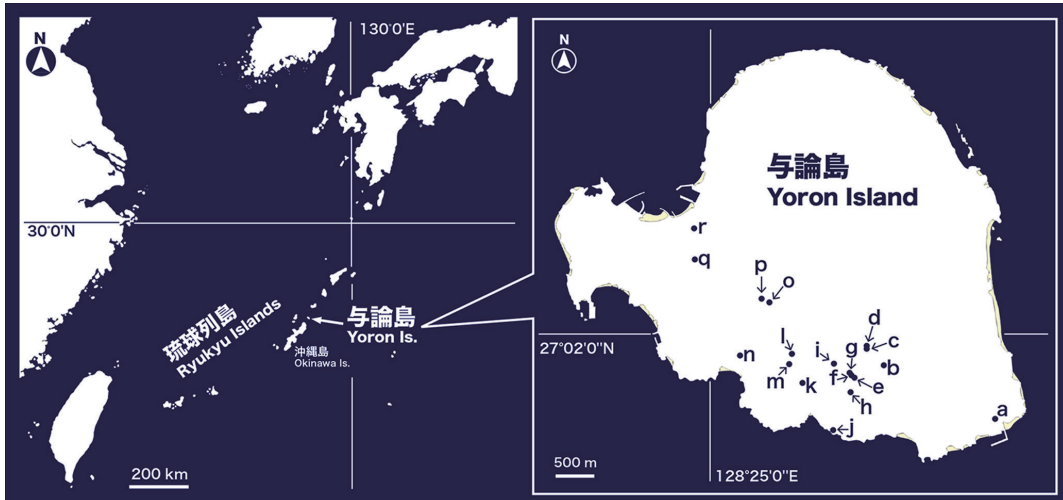 N
130°0'E
30°0'N
琉球列島
Ryukyu Islands
与論島
Yoron Is.
沖縄島
Okinawa Is.
200 km
N
与論島
Yoron Island
r
q
p
o
d
c
l
i
g
b
n
m
k
f
e
h
a
j
27°02'0"N
500 m
128°25'0"E